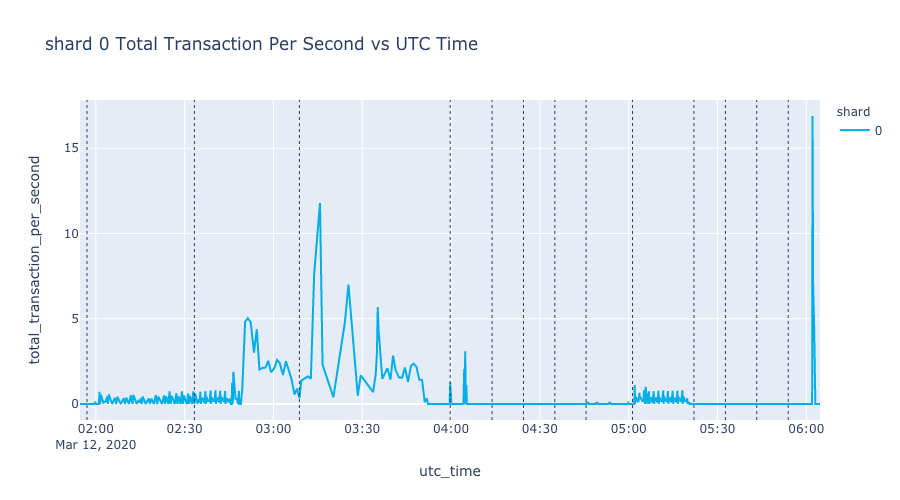 shard 0 Total Transaction Per Second vs UTC Time
shard
0
total_transaction_per_second
15
10
5
0
02:00 02:30 03:00 03:30 04:00 04:30 05:00 05:30 06:00
Mar 12, 2020
utc_time